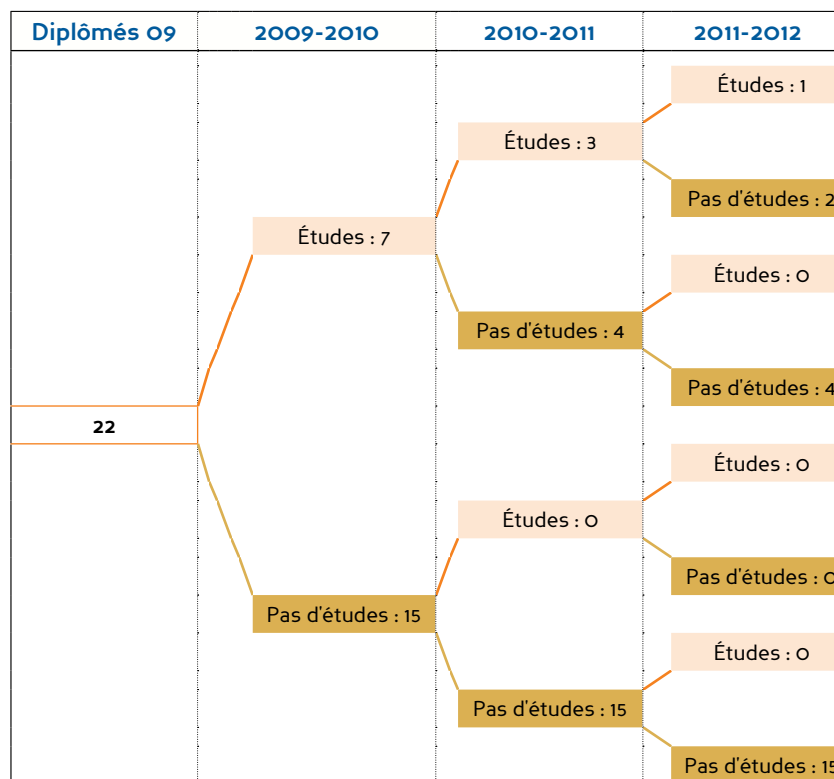 Diplômés 09 2009-2010 2010-2011 2011-2012
Études : 1
Études : 3
Pas d'études : 2
Études : 7
Études : 0
Pas d'études : 4
Pas d'études : 4
22
Études : 0
Études : 0
Pas d'études : 0
Pas d'études : 15
Études : 0
Pas d'études : 15
Pas d'études : 15